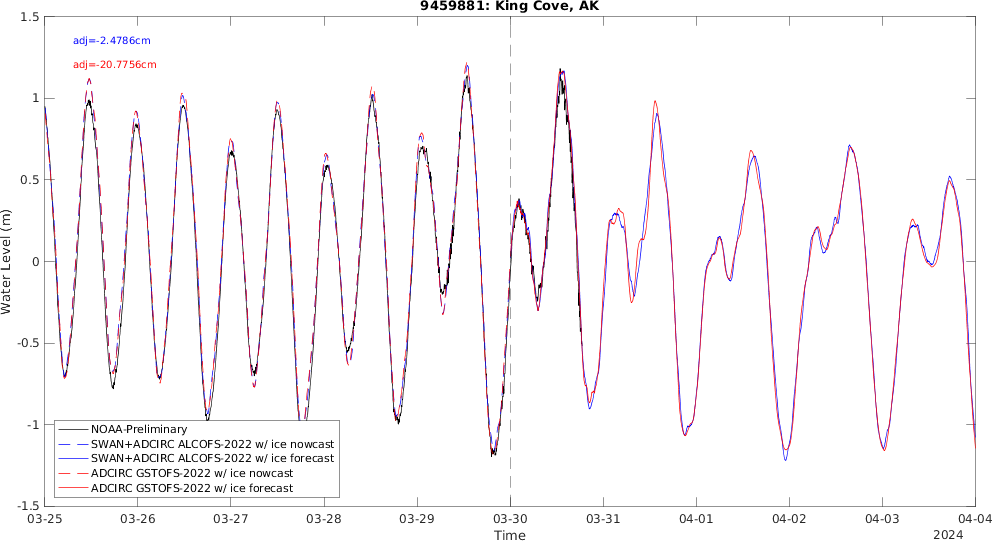 9459881: King Cove, AK
adj=-2.4786cm
adj=-20.7756cm
Water Level (m)
1.5
1
0.5
0
-0.5
-1
-1.5
NOAA-Preliminary
SWAN+ADCIRC ALCOFS-2022 w/ ice nowcast
SWAN+ADCIRC ALCOFS-2022 w/ ice forecast
ADCIRC GSTOFS-2022 w/ ice nowcast
ADCIRC GSTOFS-2022 w/ ice forecast
03-25 03-26 03-27 03-28 03-29 03-30 03-31 04-01 04-02 04-03 04-04
Time
2024